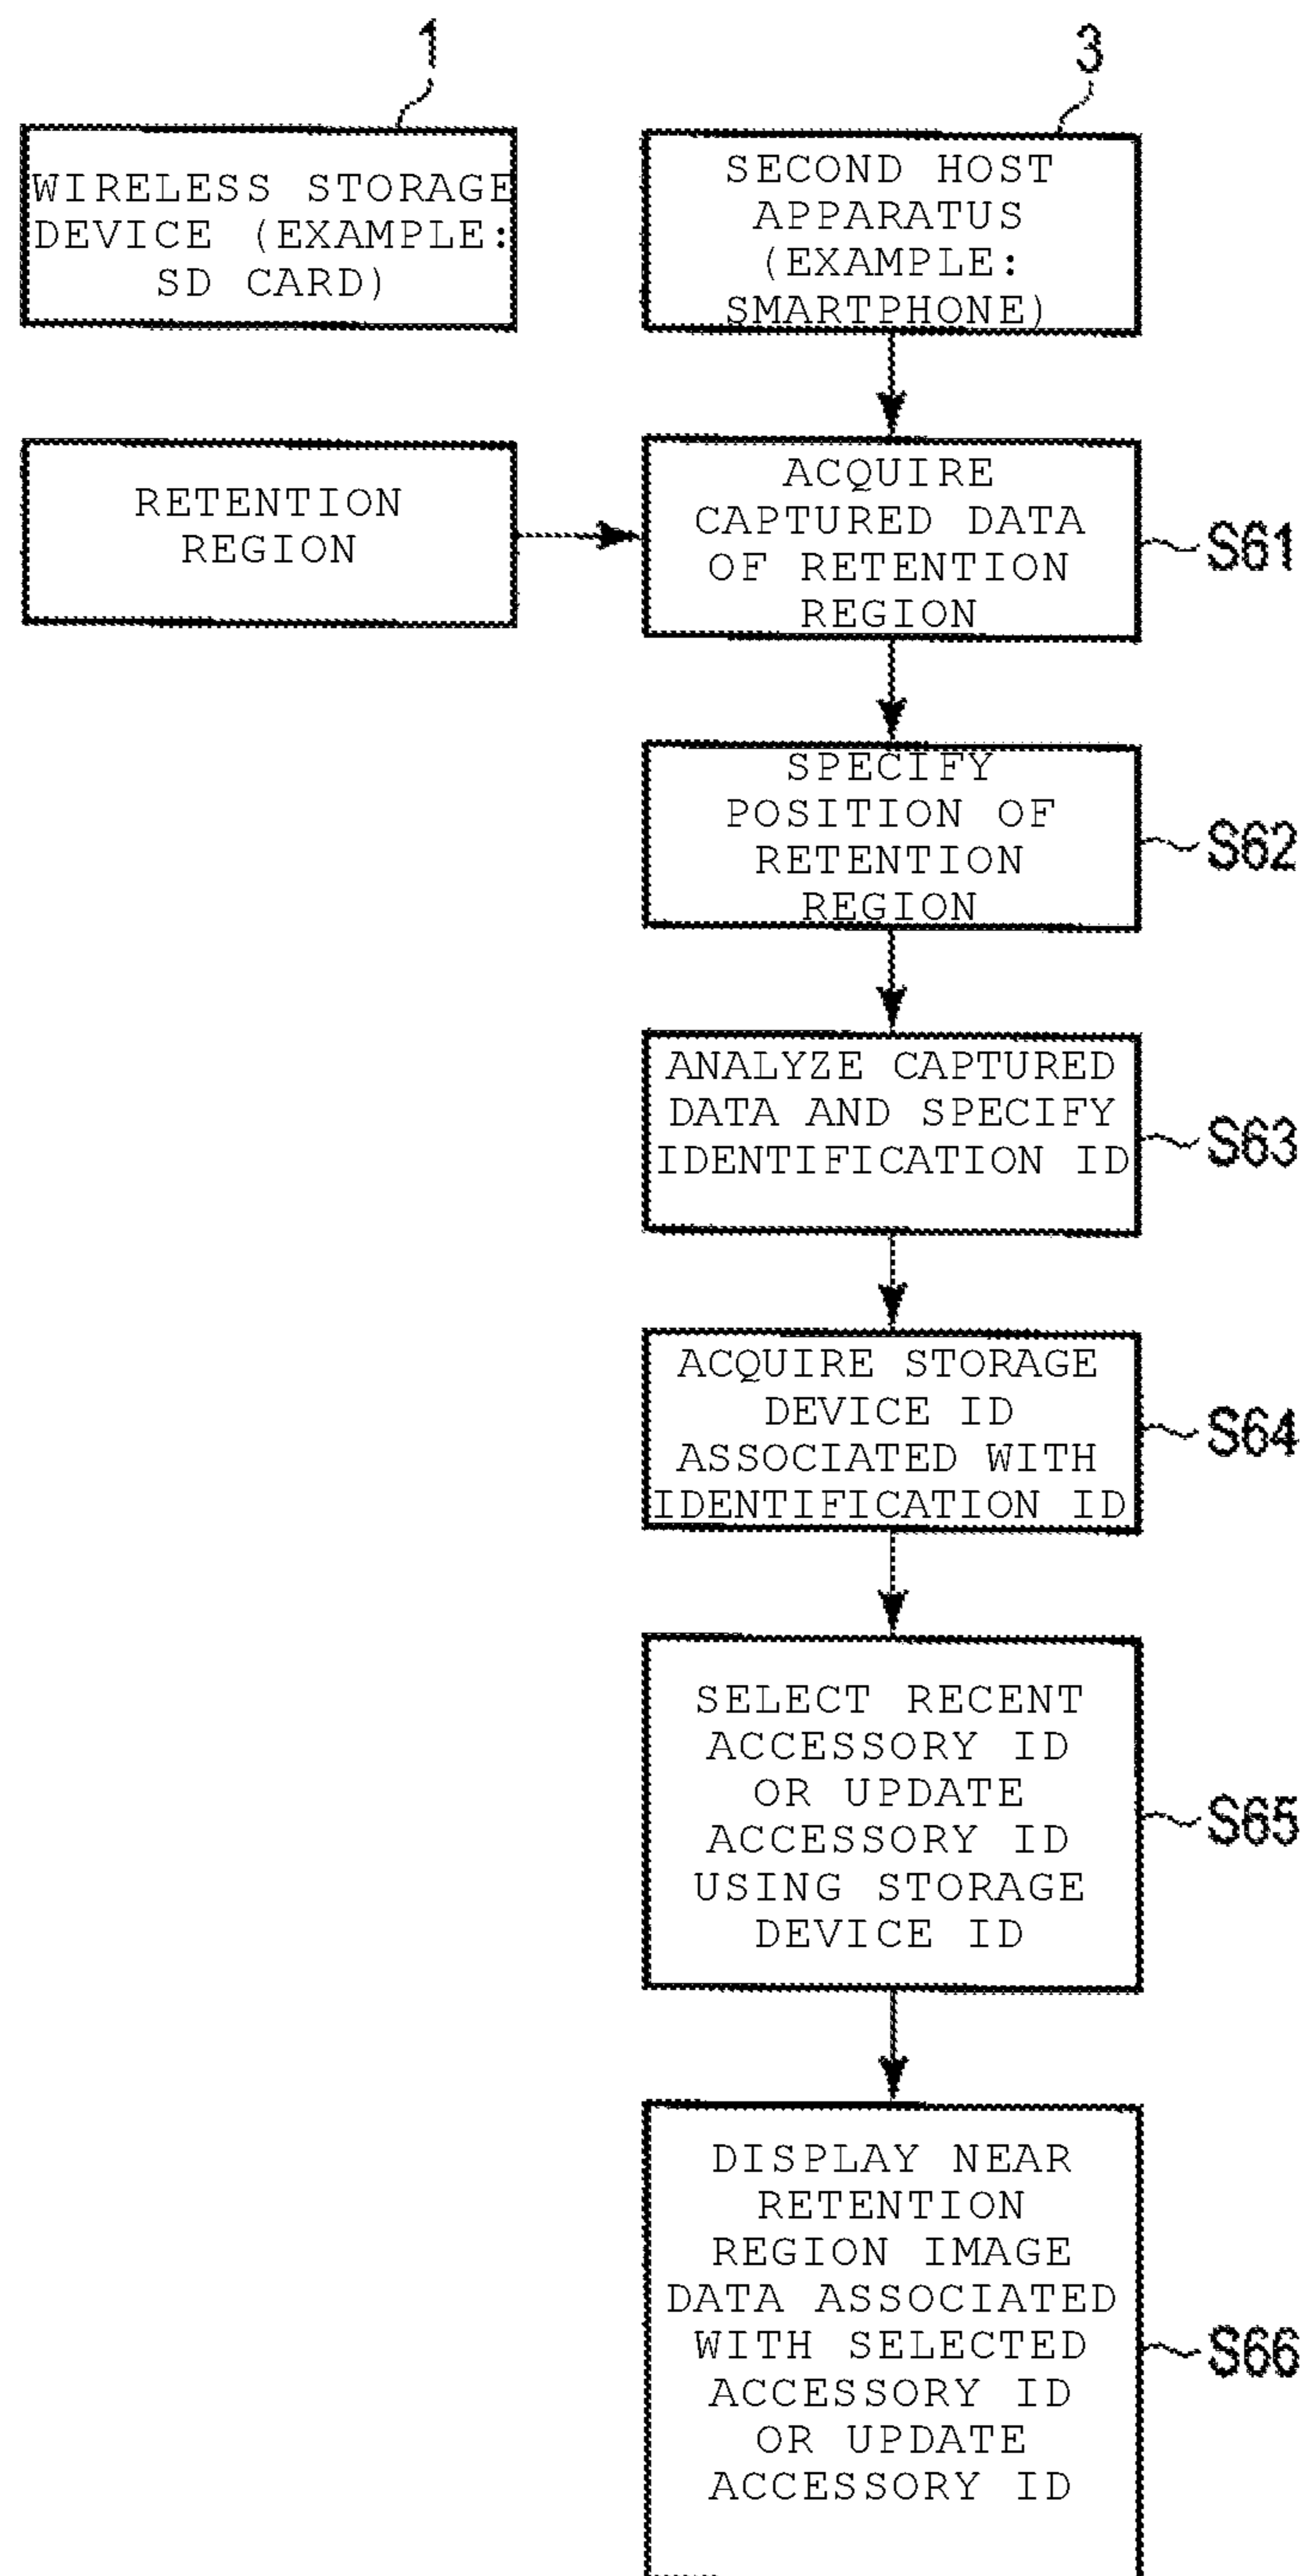 1
WIRELESS STORAGE
DEVICE (EXAMPLE:
SD CARD)
3
SECOND HOST
APPARATUS
(EXAMPLE:
SMARTPHONE)
RETENTION
REGION
ACQUIRE
CAPTURED DATA
OF RETENTION
REGION
S61
SPECIFY
POSITION OF
RETENTION
REGION
S62
ANALYZE CAPTURED
DATA AND SPECIFY
IDENTIFICATION ID
S63
ACQUIRE STORAGE
DEVICE ID
ASSOCIATED WITH
IDENTIFICATION ID
S64
SELECT RECENT
ACCESSORY ID
OR UPDATE
ACCESSORY ID
USING STORAGE
DEVICE ID
S65
DISPLAY NEAR
RETENTION
REGION IMAGE
DATA ASSOCIATED
WITH SELECTED
ACCESSORY ID
OR UPDATE
ACCESSORY ID
S66